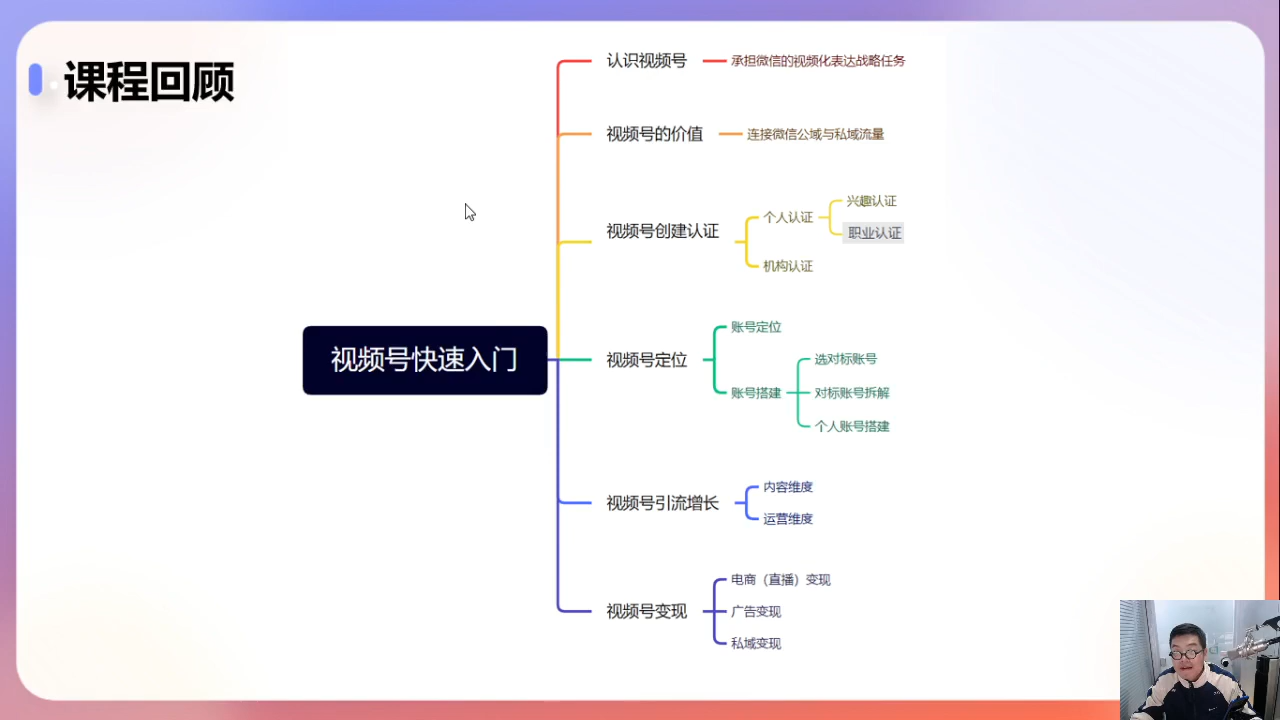 课程回顾
认识视频号
承担微信的视频化表达战略任务
视频号的价值
连接微信公域与私域流量
视频号创建认证
个人认证
兴趣认证
职业认证
机构认证
视频号快速入门
视频号定位
账号定位
账号搭建
选对标账号
对标账号拆解
个人账号搭建
视频号引流增长
内容维度
运营维度
视频号变现
电商（直播）变现
广告变现
私域变现